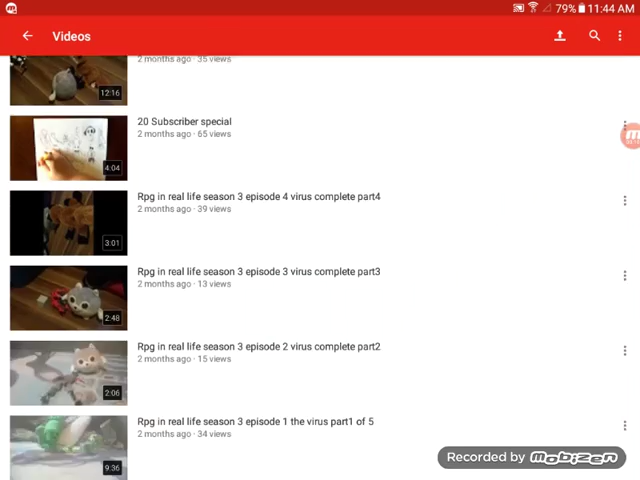 79% 11:44 AM
Videos
2 months ago · 35 views
12:16
20 Subscriber special
2 months ago · 65 views
4:04
Rpg in real life season 3 episode 4 virus complete part4
2 months ago · 39 views
3:01
Rpg in real life season 3 episode 3 virus complete part3
2 months ago · 13 views
2:48
Rpg in real life season 3 episode 2 virus complete part2
2 months ago · 15 views
2:06
Rpg in real life season 3 episode 1 the virus part1 of 5
2 months ago · 34 views
9:36
Recorded by Mobizen